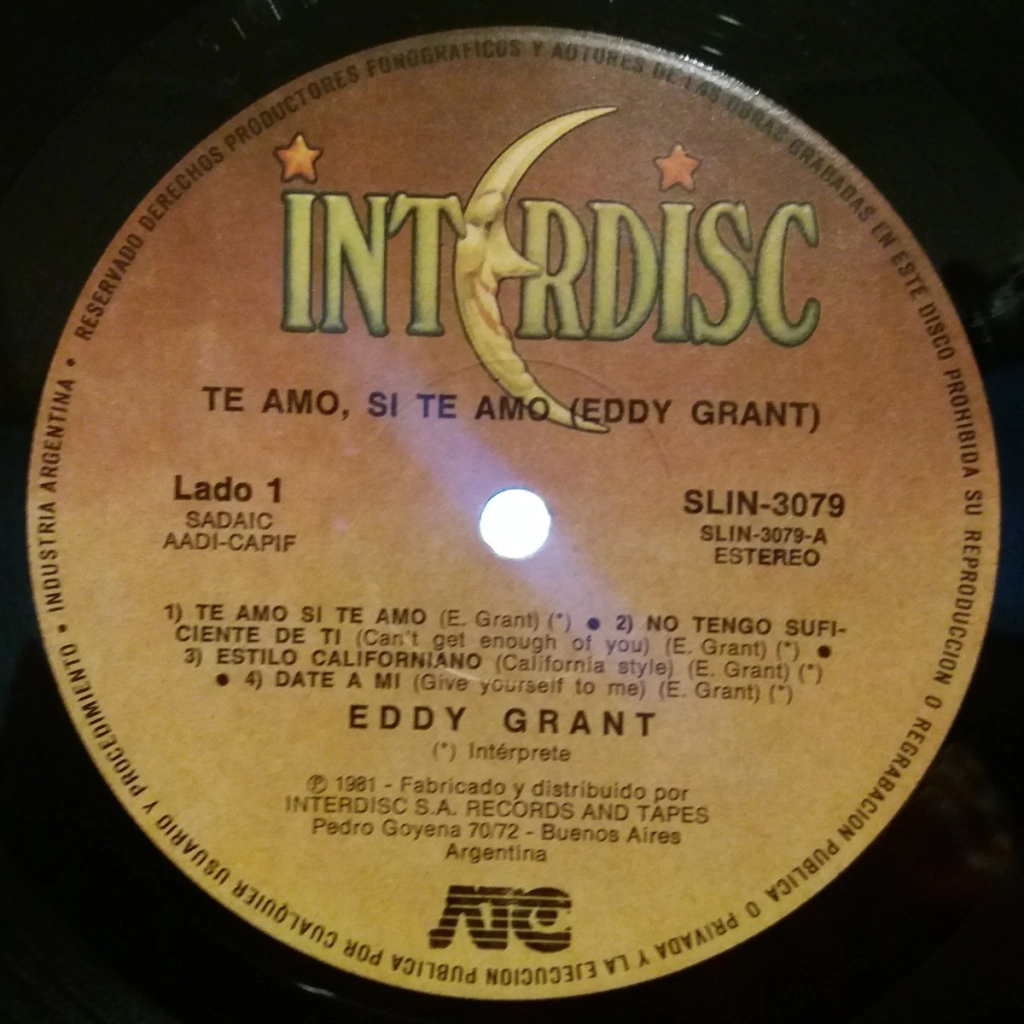 • RESERVADO DERECHOS PRODUCTORES FONOGRAFICOS Y AUTORES DE LAS OBRAS GRABADAS EN ESTE DISCO PROHIBIDA SU REPRODUCCION O REGRABACION PUBLICA O PRIVADA Y LA EJECUCION PUBLICA POR CUALQUIER USUARIO Y PROCEDIMIENTO • INDUSTRIA ARGENTINA
INTERDISC
TE AMO, SI TE AMO (EDDY GRANT)
Lado 1
SADAIC
AADI-CAPIF
SLIN-3079
SLIN-3079-A
ESTEREO
1) TE AMO SI TE AMO (E. Grant) (*) ● 2) NO TENGO SUFI-
CIENTE DE TI (Can't get enough of you) (E. Grant) (*) ●
3) ESTILO CALIFORNIANO (California style) (E. Grant) (*)
● 4) DATE A MI (Give yourself to me) (E. Grant) (*)
EDDY GRANT
(*) Intérprete
℗ 1981 - Fabricado y distribuido por
INTERDISC S.A. RECORDS AND TAPES
Pedro Goyena 70/72 - Buenos Aires
Argentina
ATC